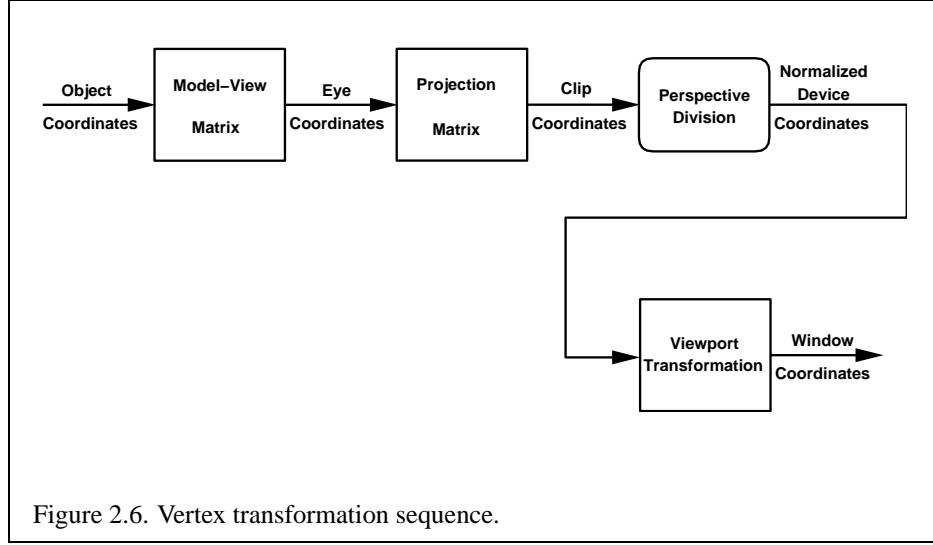 Object
Coordinates
Model−View
Matrix
Eye
Coordinates
Projection
Matrix
Clip
Coordinates
Perspective
Division
Normalized
Device
Coordinates
Viewport
Transformation
Window
Coordinates
Figure 2.6. Vertex transformation sequence.